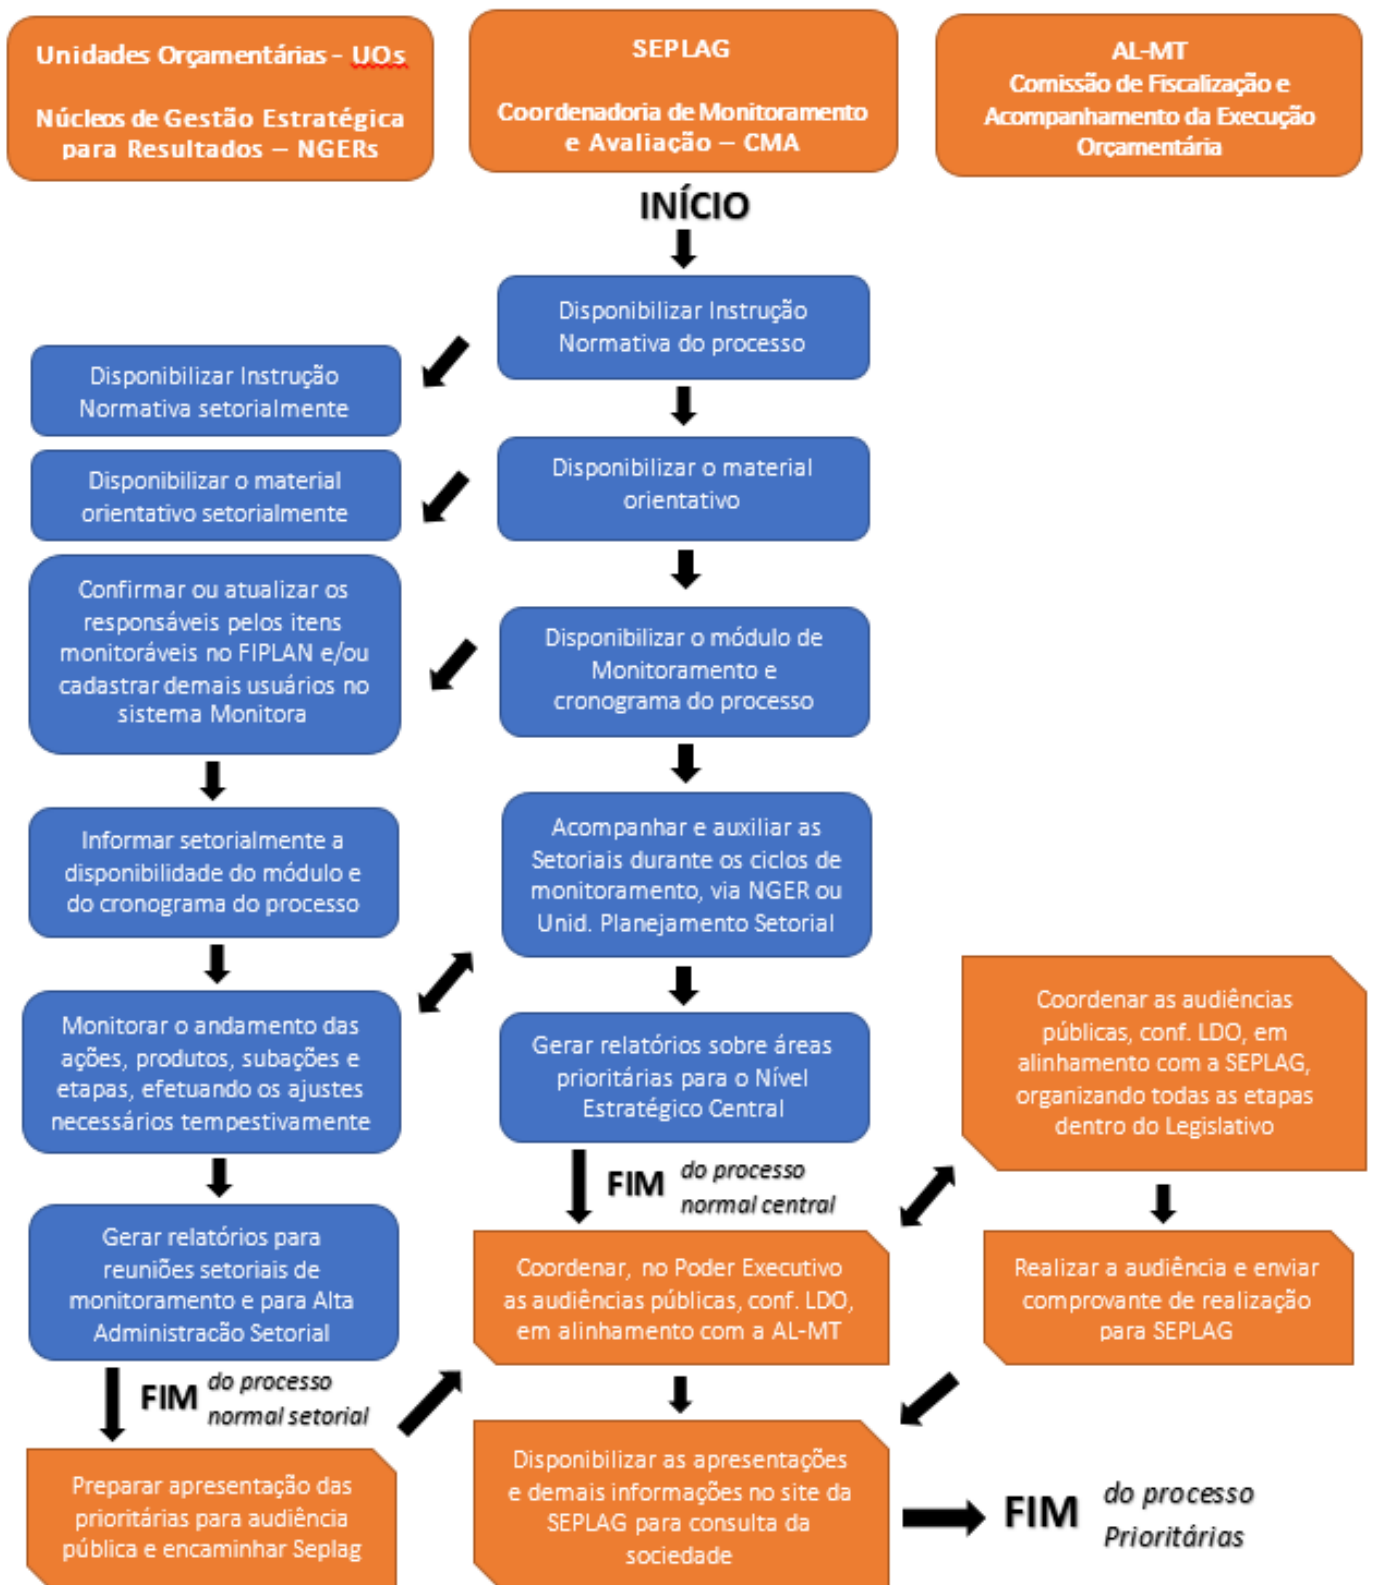 Unidades Orçamentárias - UOs
Núcleos de Gestão Estratégica
para Resultados – NGERs
SEPLAG
Coordenadoria de Monitoramento
e Avaliação – CMA
AL-MT
Comissão de Fiscalização e
Acompanhamento da Execução
Orçamentária
INÍCIO
Disponibilizar Instrução
Normativa do processo
Disponibilizar Instrução
Normativa setorialmente
Disponibilizar o material
orientativo
Disponibilizar o material
orientativo setorialmente
Confirmar ou atualizar os
responsáveis pelos itens
monitoráveis no FIPLAN e/ou
cadastrar demais usuários no
sistema Monitora
Disponibilizar o módulo de
Monitoramento e
cronograma do processo
Informar setorialmente a
disponibilidade do módulo e
do cronograma do processo
Acompanhar e auxiliar as
Setoriais durante os ciclos de
monitoramento, via NGER ou
Unid. Planejamento Setorial
Monitorar o andamento das
ações, produtos, subações e
etapas, efetuando os ajustes
necessários tempestivamente
Gerar relatórios sobre áreas
prioritárias para o Nível
Estratégico Central
Coordenar as audiências
públicas, conf. LDO, em
alinhamento com a SEPLAG,
organizando todas as etapas
dentro do Legislativo
FIM do processo
normal central
Gerar relatórios para
reuniões setoriais de
monitoramento e para Alta
Administracão Setorial
Coordenar, no Poder Executivo
as audiências públicas, conf. LDO,
em alinhamento com a AL-MT
Realizar a audiência e enviar
comprovante de realização
para SEPLAG
FIM do processo
normal setorial
Preparar apresentação das
prioritárias para audiência
pública e encaminhar Seplag
Disponibilizar as apresentações
e demais informações no site da
SEPLAG para consulta da
sociedade
FIM do processo
Prioritárias